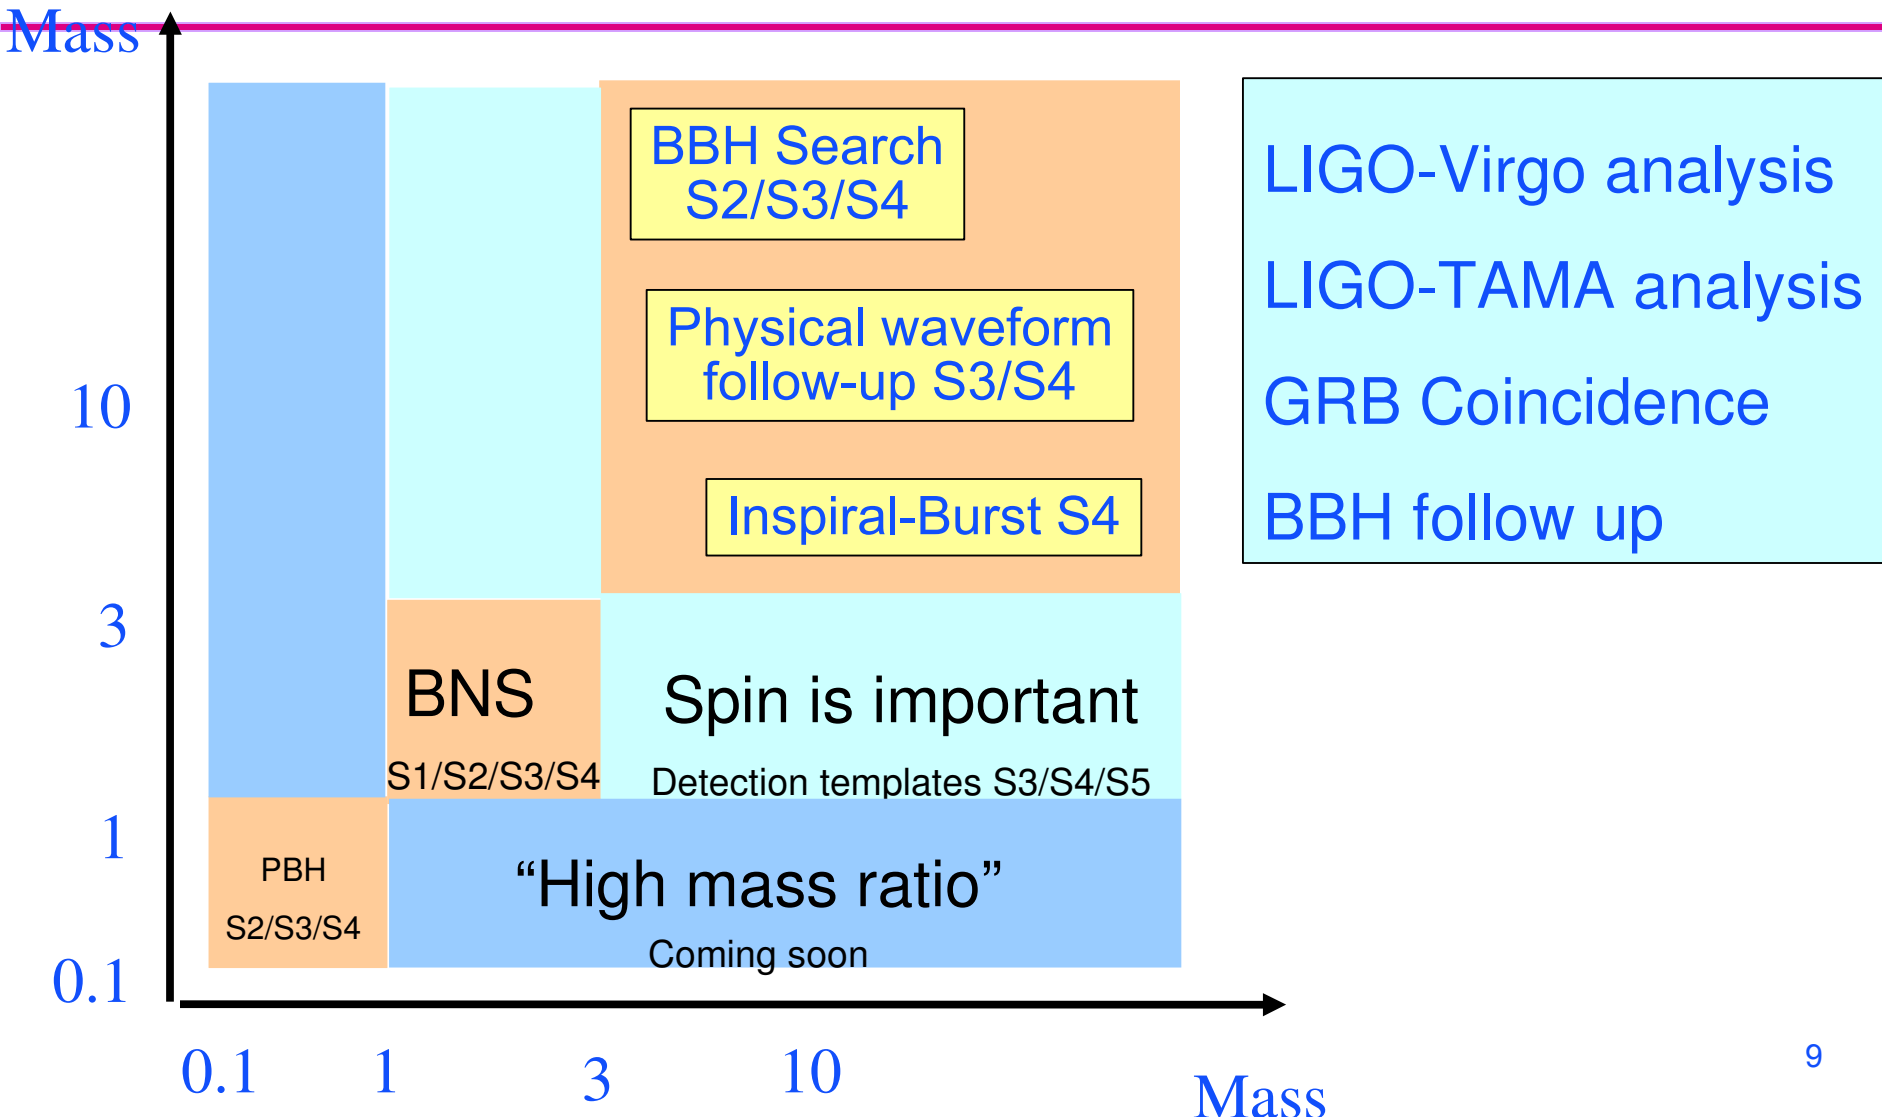 Mass
BBH Search
S2/S3/S4
Physical waveform
follow-up S3/S4
Inspiral-Burst S4
LIGO-Virgo analysis
LIGO-TAMA analysis
GRB Coincidence
BBH follow up
10
3
1
0.1
BNS
S1/S2/S3/S4
Spin is important
Detection templates S3/S4/S5
PBH
S2/S3/S4
“High mass ratio”
Coming soon
0.1 1 3 10
Mass
9